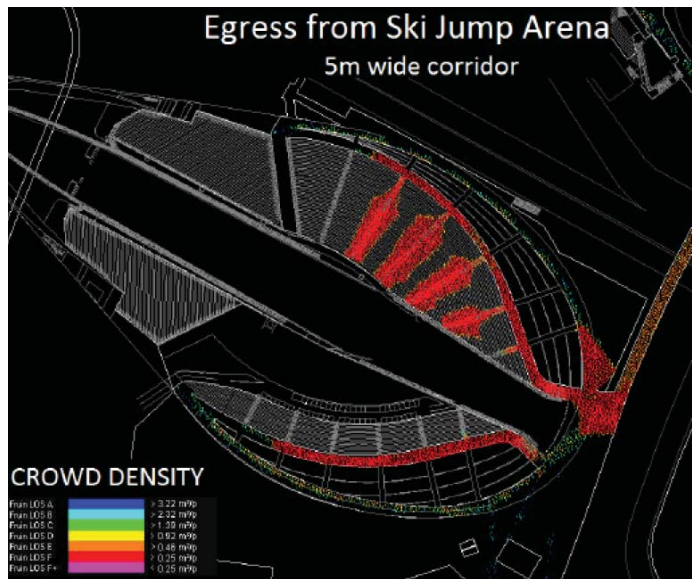 Egress from Ski Jump Arena
5m wide corridor
CROWD DENSITY
Fruin LOS A > 3.22 m²/p
Fruin LOS B > 2.32 m²/p
Fruin LOS C > 1.39 m²/p
Fruin LOS D > 0.92 m²/p
Fruin LOS E > 0.46 m²/p
Fruin LOS F > 0.25 m²/p
Fruin LOS F+ < 0.25 m²/p